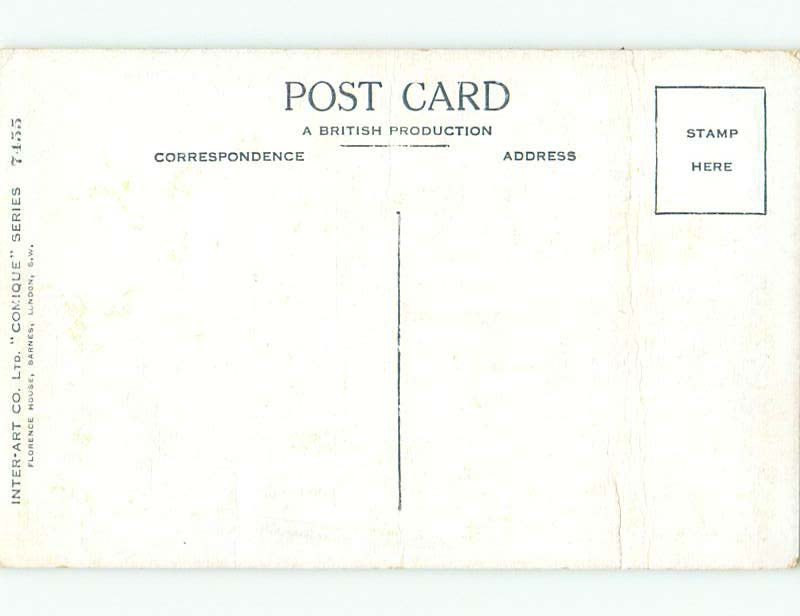 POST CARD
A BRITISH PRODUCTION
CORRESPONDENCE
ADDRESS
STAMP
HERE
INTER-ART CO. LTD. "COMIQUE" SERIES 7455
FLORENCE HOUSE, BARNES, LONDON, S.W.